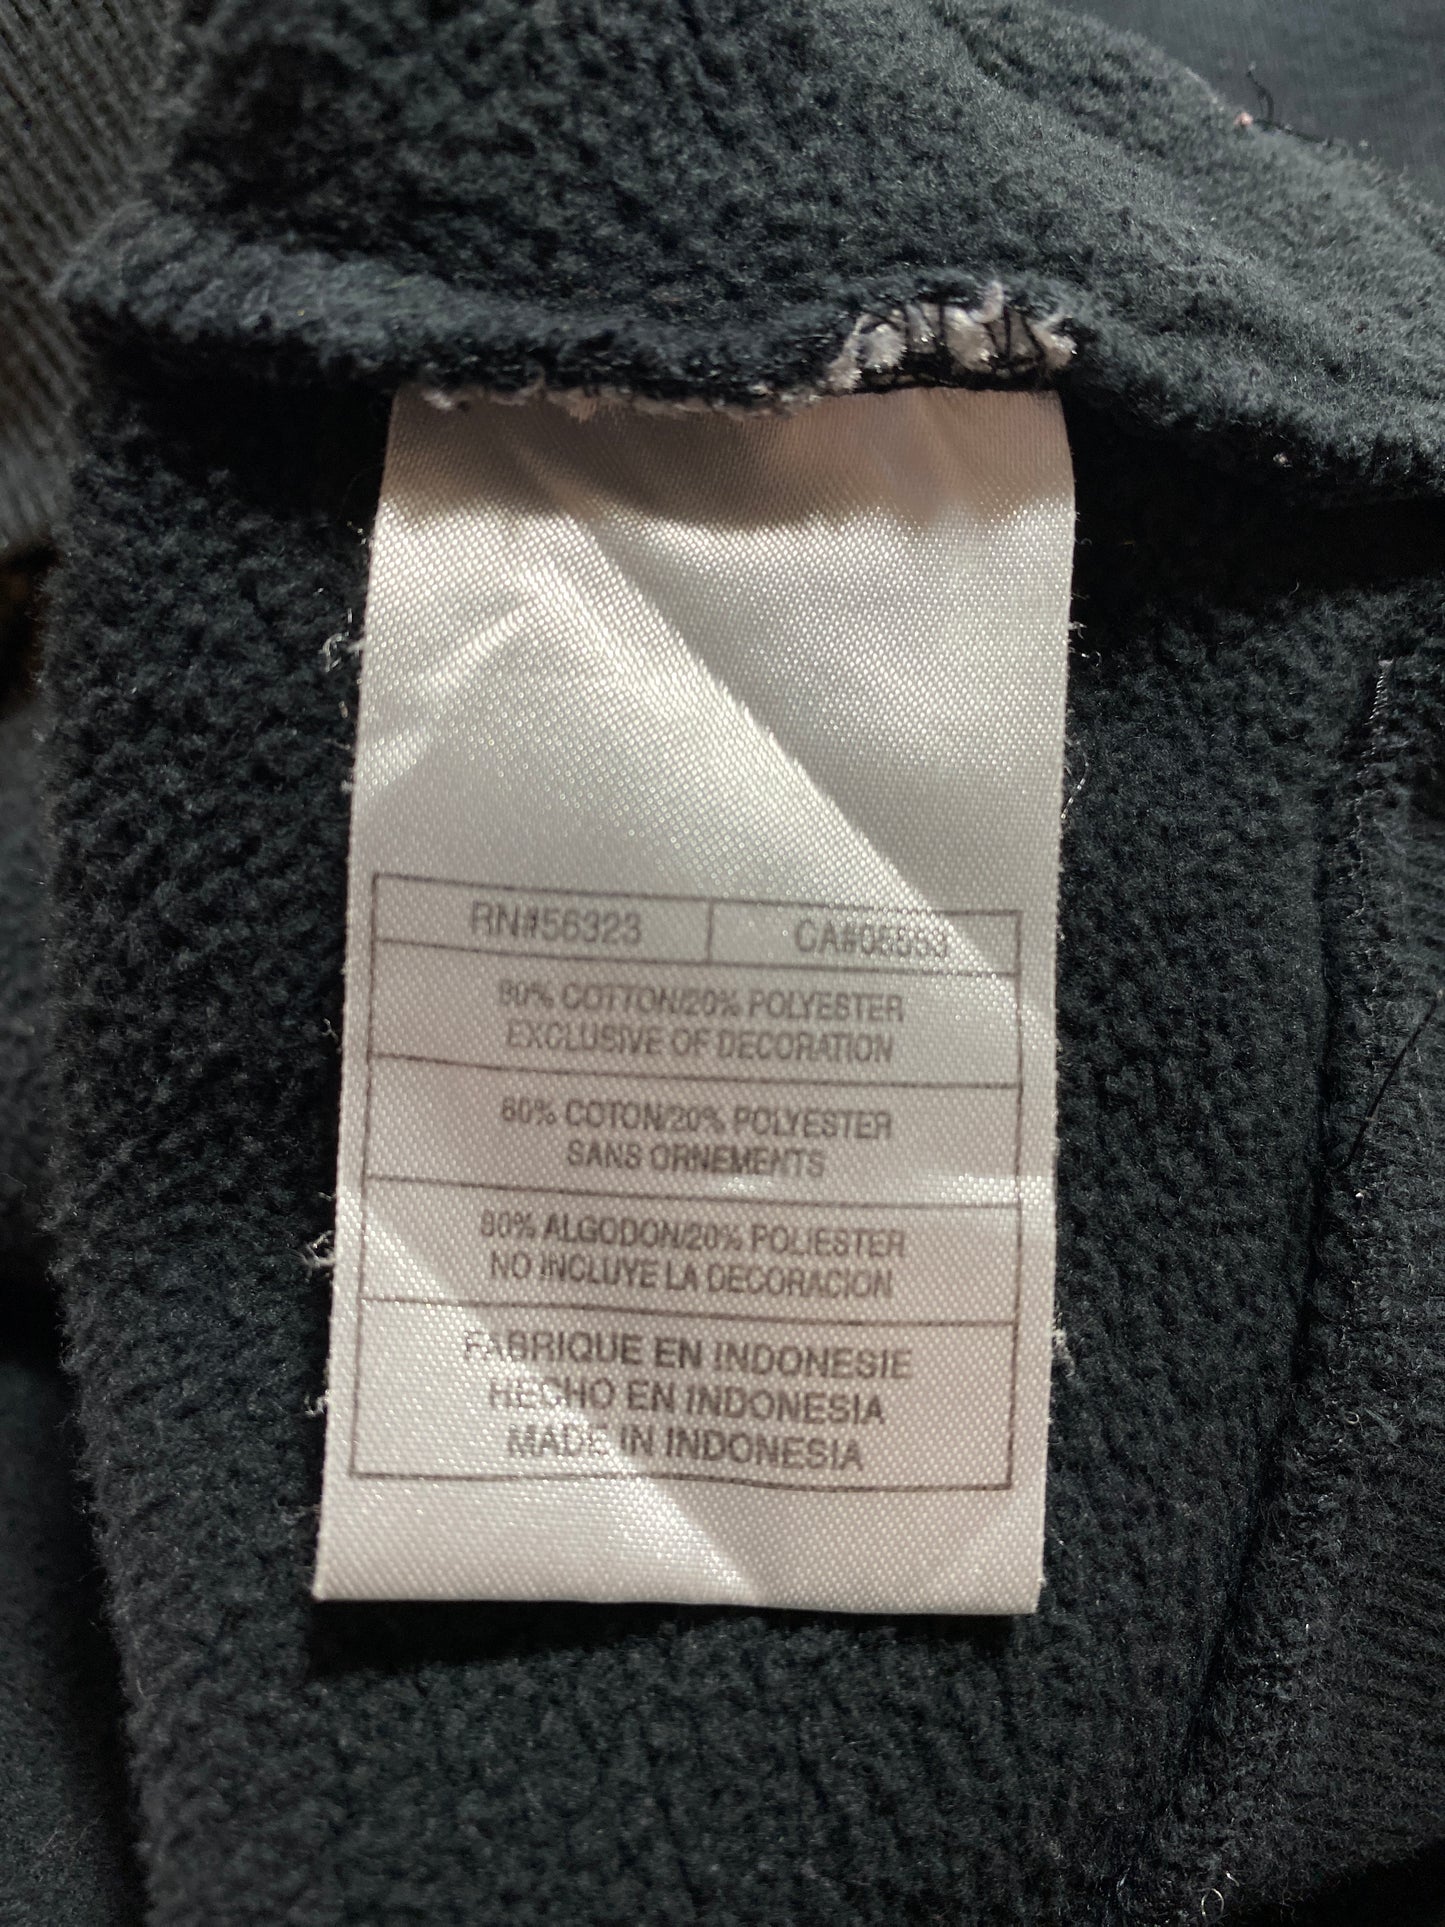 RN#56323 CA#05553
80% COTTON/20% POLYESTER
EXCLUSIVE OF DECORATION
80% COTON/20% POLYESTER
SANS ORNEMENTS
80% ALGODON/20% POLIESTER
NO INCLUYE LA DECORACION
FABRIQUE EN INDONESIE
HECHO EN INDONESIA
MADE IN INDONESIA